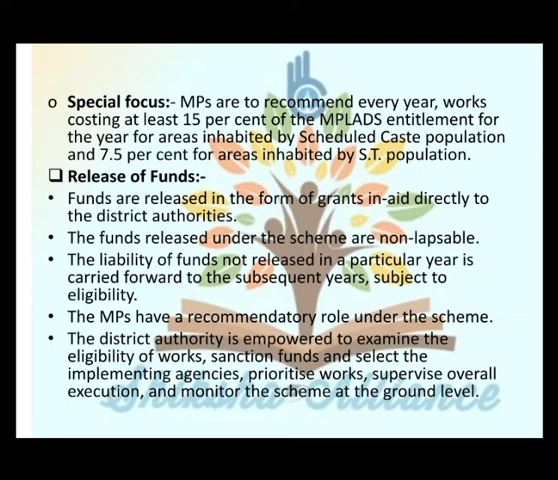 o Special focus:- MPs are to recommend every year, works
costing at least 15 per cent of the MPLADS entitlement for
the year for areas inhabited by Scheduled Caste population
and 7.5 per cent for areas inhabited by S.T. population.
❑ Release of Funds:-
• Funds are released in the form of grants in-aid directly to
the district authorities.
• The funds released under the scheme are non-lapsable.
• The liability of funds not released in a particular year is
carried forward to the subsequent years, subject to
eligibility.
• The MPs have a recommendatory role under the scheme.
• The district authority is empowered to examine the
eligibility of works, sanction funds and select the
implementing agencies, prioritise works, supervise overall
execution, and monitor the scheme at the ground level.
Shiksha Alliance